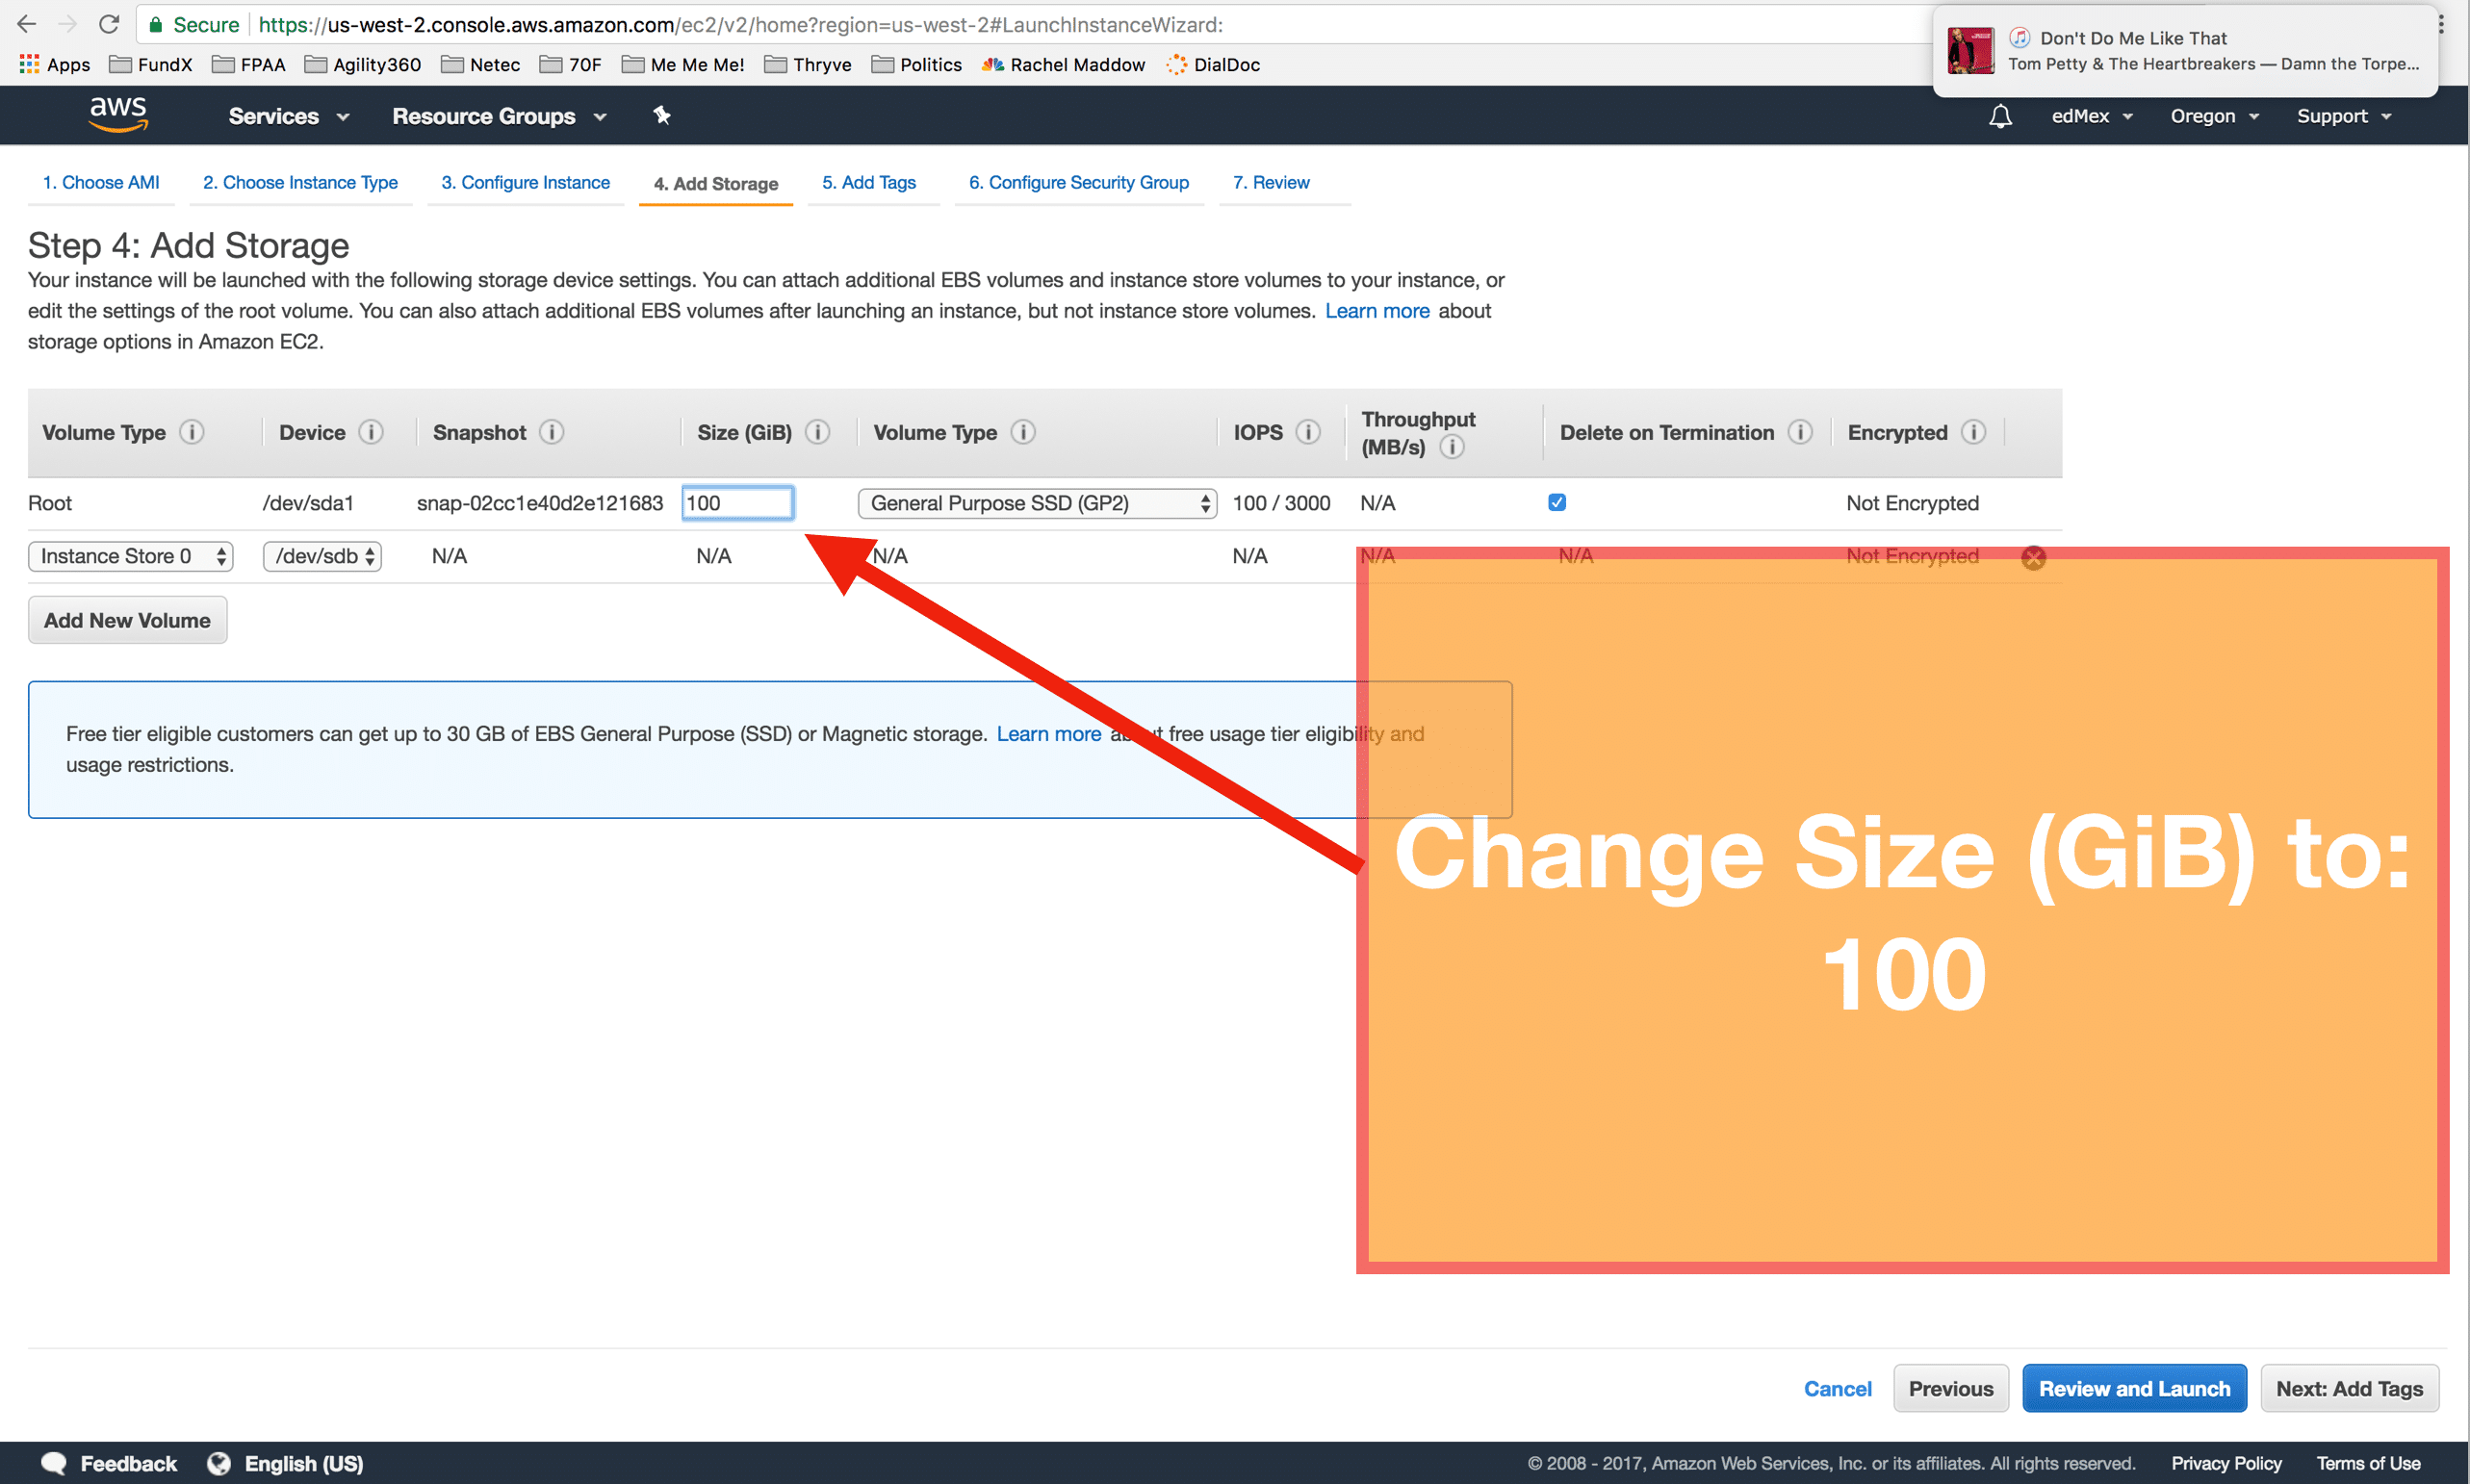 Secure https://us-west-2.console.aws.amazon.com/ec2/v2/home?region=us-west-2#LaunchInstanceWizard:
Don't Do Me Like That
Tom Petty & The Heartbreakers — Damn the Torpe...
Apps FundX FPAA Agility360 Netec 70F Me Me Me! Thryve Politics Rachel Maddow DialDoc
aws Services Resource Groups edMex Oregon Support
1. Choose AMI 2. Choose Instance Type 3. Configure Instance 4. Add Storage 5. Add Tags 6. Configure Security Group 7. Review
Step 4: Add Storage
Your instance will be launched with the following storage device settings. You can attach additional EBS volumes and instance store volumes to your instance, or
edit the settings of the root volume. You can also attach additional EBS volumes after launching an instance, but not instance store volumes. Learn more about
storage options in Amazon EC2.
Volume Type Device Snapshot Size (GiB) Volume Type IOPS Throughput (MB/s) Delete on Termination Encrypted
Root /dev/sda1 snap-02cc1e40d2e121683 100 General Purpose SSD (GP2) 100 / 3000 N/A Not Encrypted
Instance Store 0 /dev/sdb N/A N/A N/A N/A N/A N/A Not Encrypted
Add New Volume
Free tier eligible customers can get up to 30 GB of EBS General Purpose (SSD) or Magnetic storage. Learn more about free usage tier eligibility and
usage restrictions.
Change Size (GiB) to:
100
Cancel Previous Review and Launch Next: Add Tags
Feedback English (US) © 2008 - 2017, Amazon Web Services, Inc. or its affiliates. All rights reserved. Privacy Policy Terms of Use